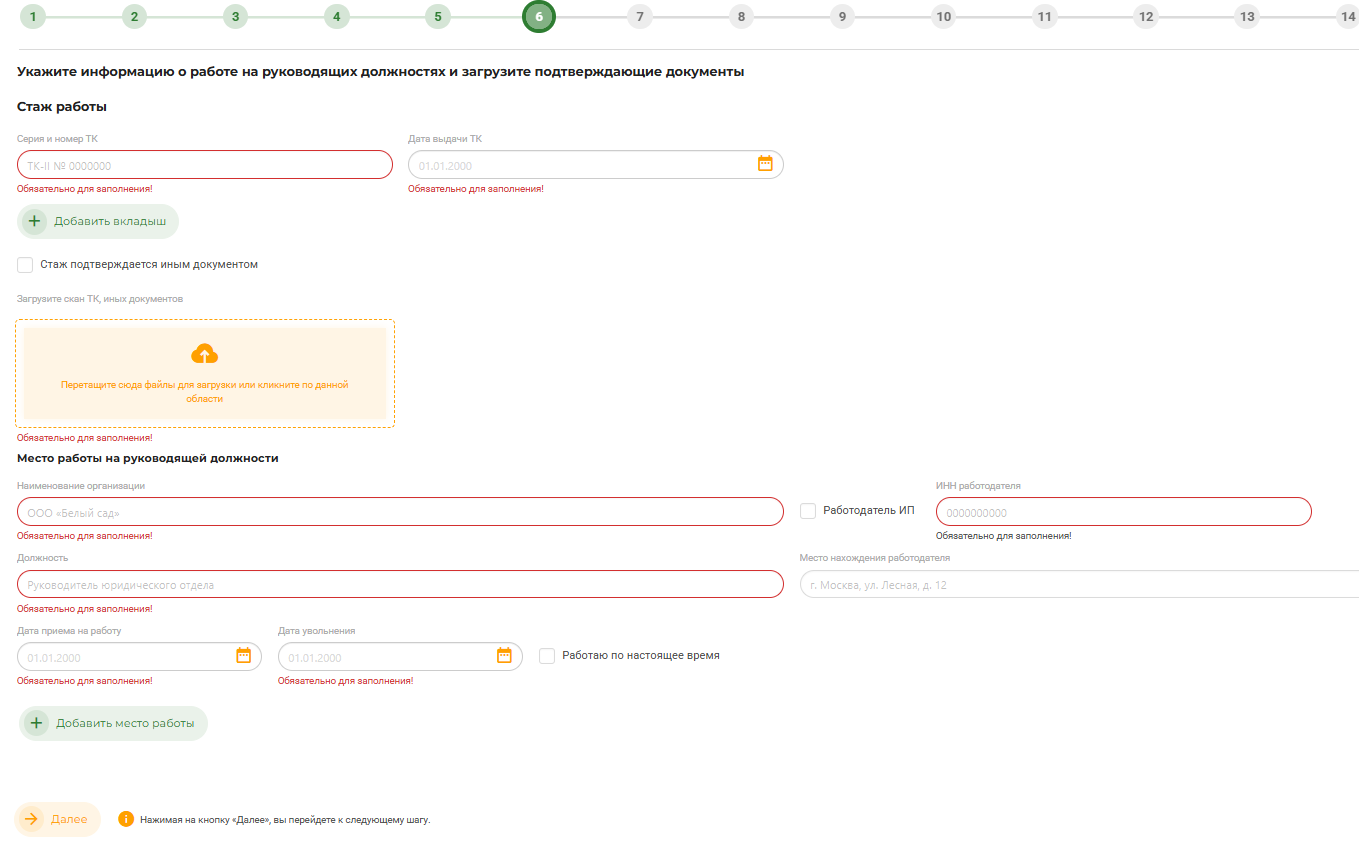 1 2 3 4 5 6 7 8 9 10 11 12 13 14
Укажите информацию о работе на руководящих должностях и загрузите подтверждающие документы
Стаж работы
Серия и номер ТК Дата выдачи ТК
ТК-II № 0000000 01.01.2000
Обязательно для заполнения! Обязательно для заполнения!
Добавить вкладыш
Стаж подтверждается иным документом
Загрузите скан ТК, иных документов
Перетащите сюда файлы для загрузки или кликните по данной
области
Обязательно для заполнения!
Место работы на руководящей должности
Наименование организации ИНН работодателя
ООО «Белый сад» Работодатель ИП 0000000000
Обязательно для заполнения! Обязательно для заполнения!
Должность Место нахождения работодателя
Руководитель юридического отдела г. Москва, ул. Лесная, д. 12
Обязательно для заполнения!
Дата приема на работу Дата увольнения
01.01.2000 01.01.2000 Работаю по настоящее время
Обязательно для заполнения! Обязательно для заполнения!
Добавить место работы
Далее Нажимая на кнопку «Далее», вы перейдете к следующему шагу.